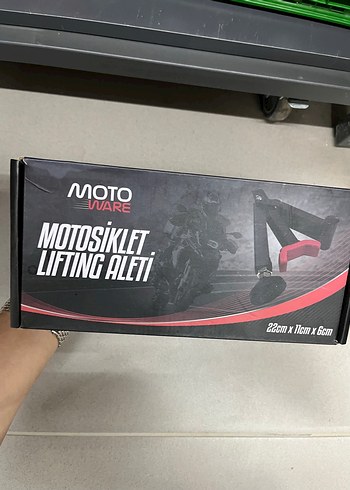 MOTO
WARE
MOTOSİKLET
LIFTING ALETİ
22cm x 11cm x 6cm